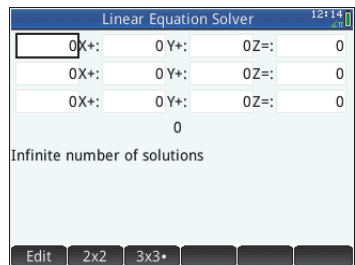 Linear Equation Solver 12:14 ∡π
0X+: 0Y+: 0Z=: 0
0X+: 0Y+: 0Z=: 0
0X+: 0Y+: 0Z=: 0
0
Infinite number of solutions
Edit 2x2 3x3•